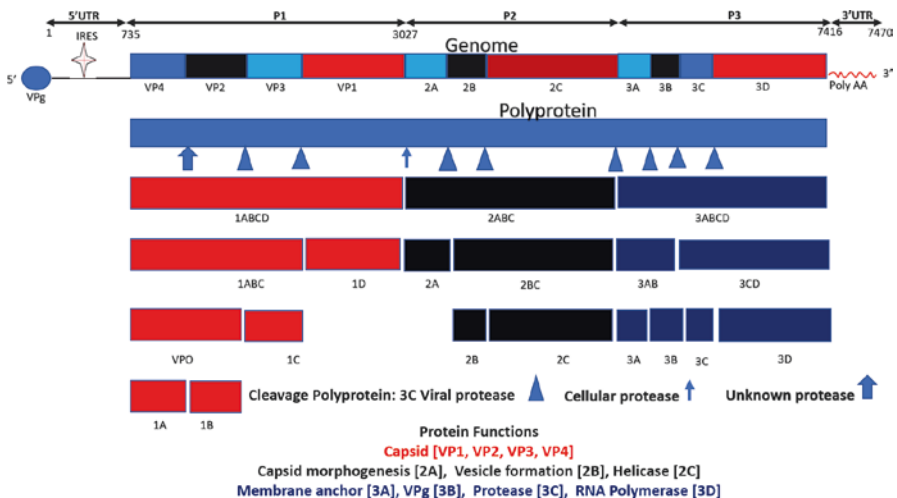 5'UTR P1 P2 P3 3'UTR
1 IRES 735 3027 7416 7470
Genome
5' VPg 3"
VP4 VP2 VP3 VP1 2A 2B 2C 3A 3B 3C 3D Poly AA
Polyprotein
1ABCD 2ABC 3ABCD
1ABC 1D 2A 2BC 3AB 3CD
VPO 1C 2B 2C 3A 3B 3C 3D
Cleavage Polyprotein: 3C Viral protease Cellular protease Unknown protease
1A 1B
Protein Functions
Capsid [VP1, VP2, VP3, VP4]
Capsid morphogenesis [2A], Vesicle formation [2B], Helicase [2C]
Membrane anchor [3A], VPg [3B], Protease [3C], RNA Polymerase [3D]